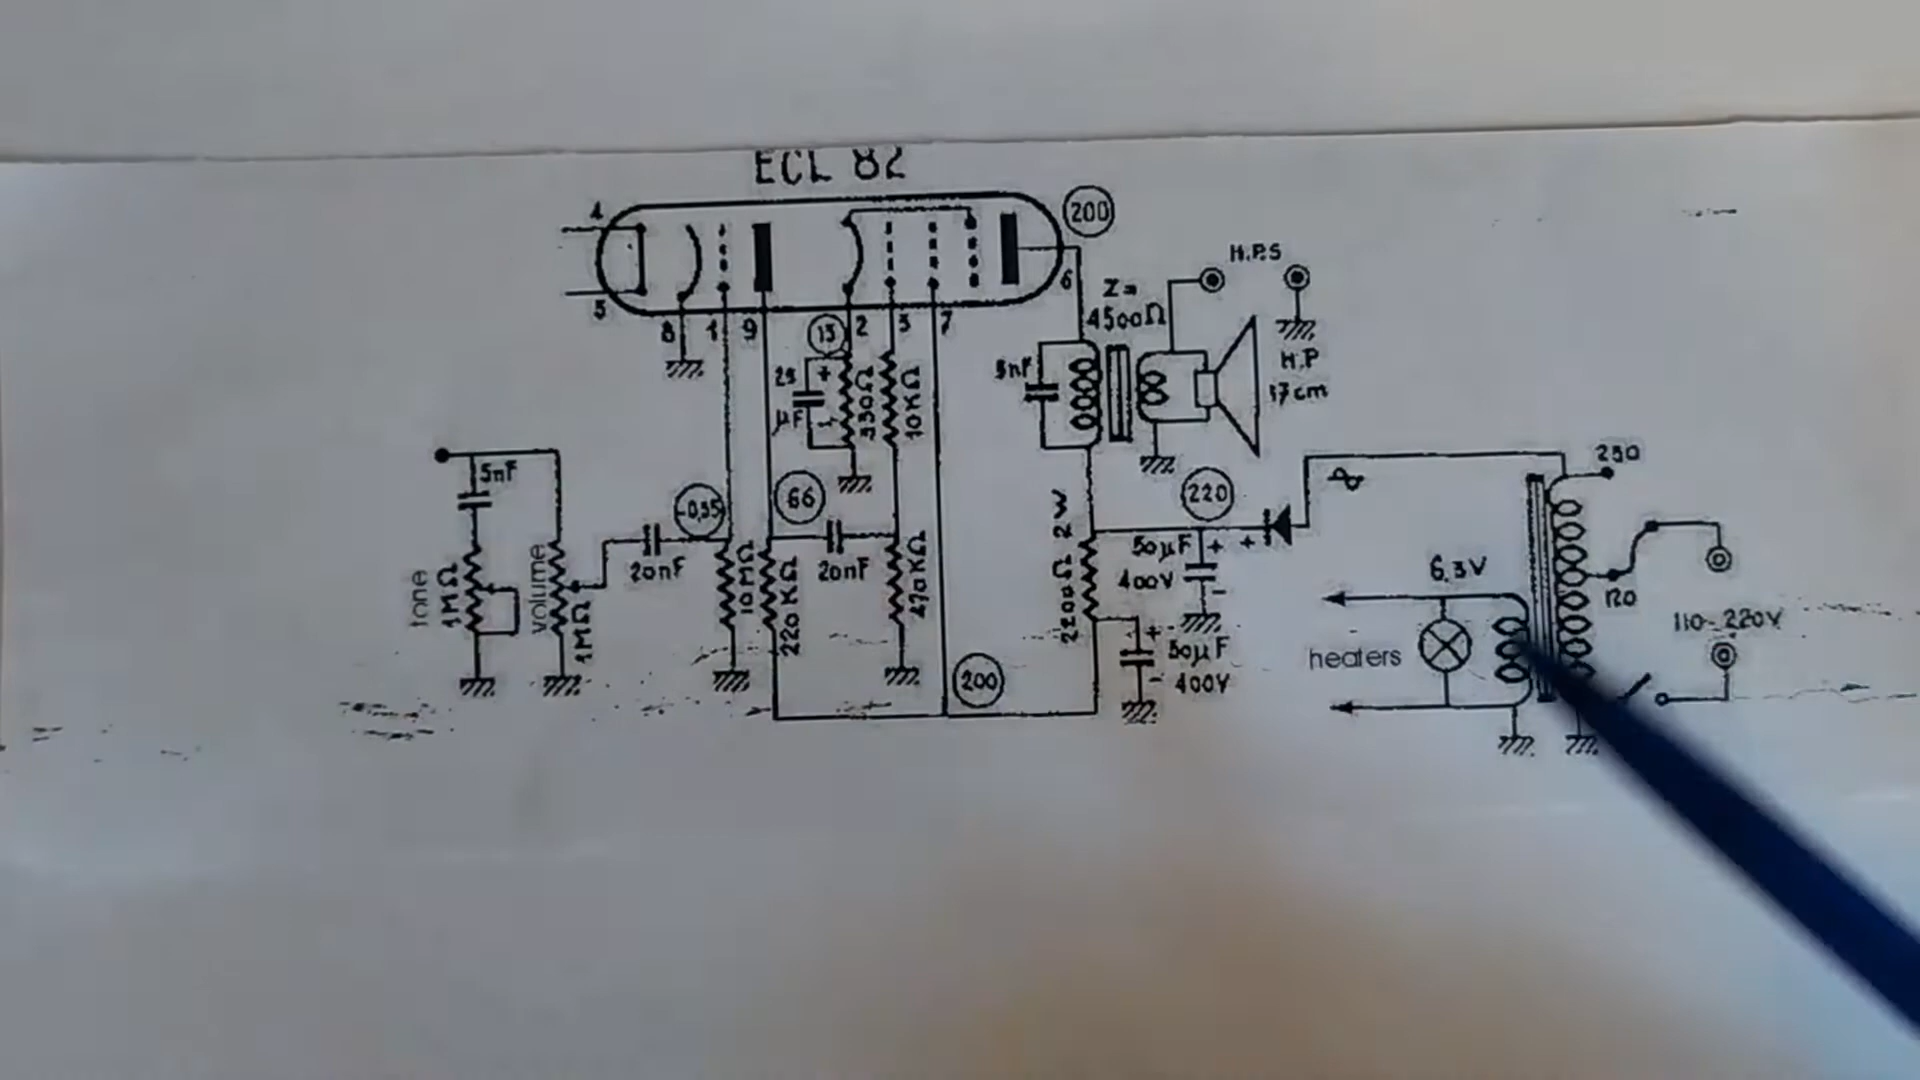 ECL 82
4
5
8
1
9
13
2
3
7
6
200
Z=
4500Ω
H.P.S
H.P
17cm
5nF
25
+
µF
-
330Ω
10KΩ
5nF
tone
1MΩ
volume
1MΩ
20nF
-0,55
10MΩ
66
220KΩ
20nF
470KΩ
200
2200Ω 2W
220
50µF
400V
+
-
+
50µF
400V
+
-
6.3V
heaters
250
120
110-220V